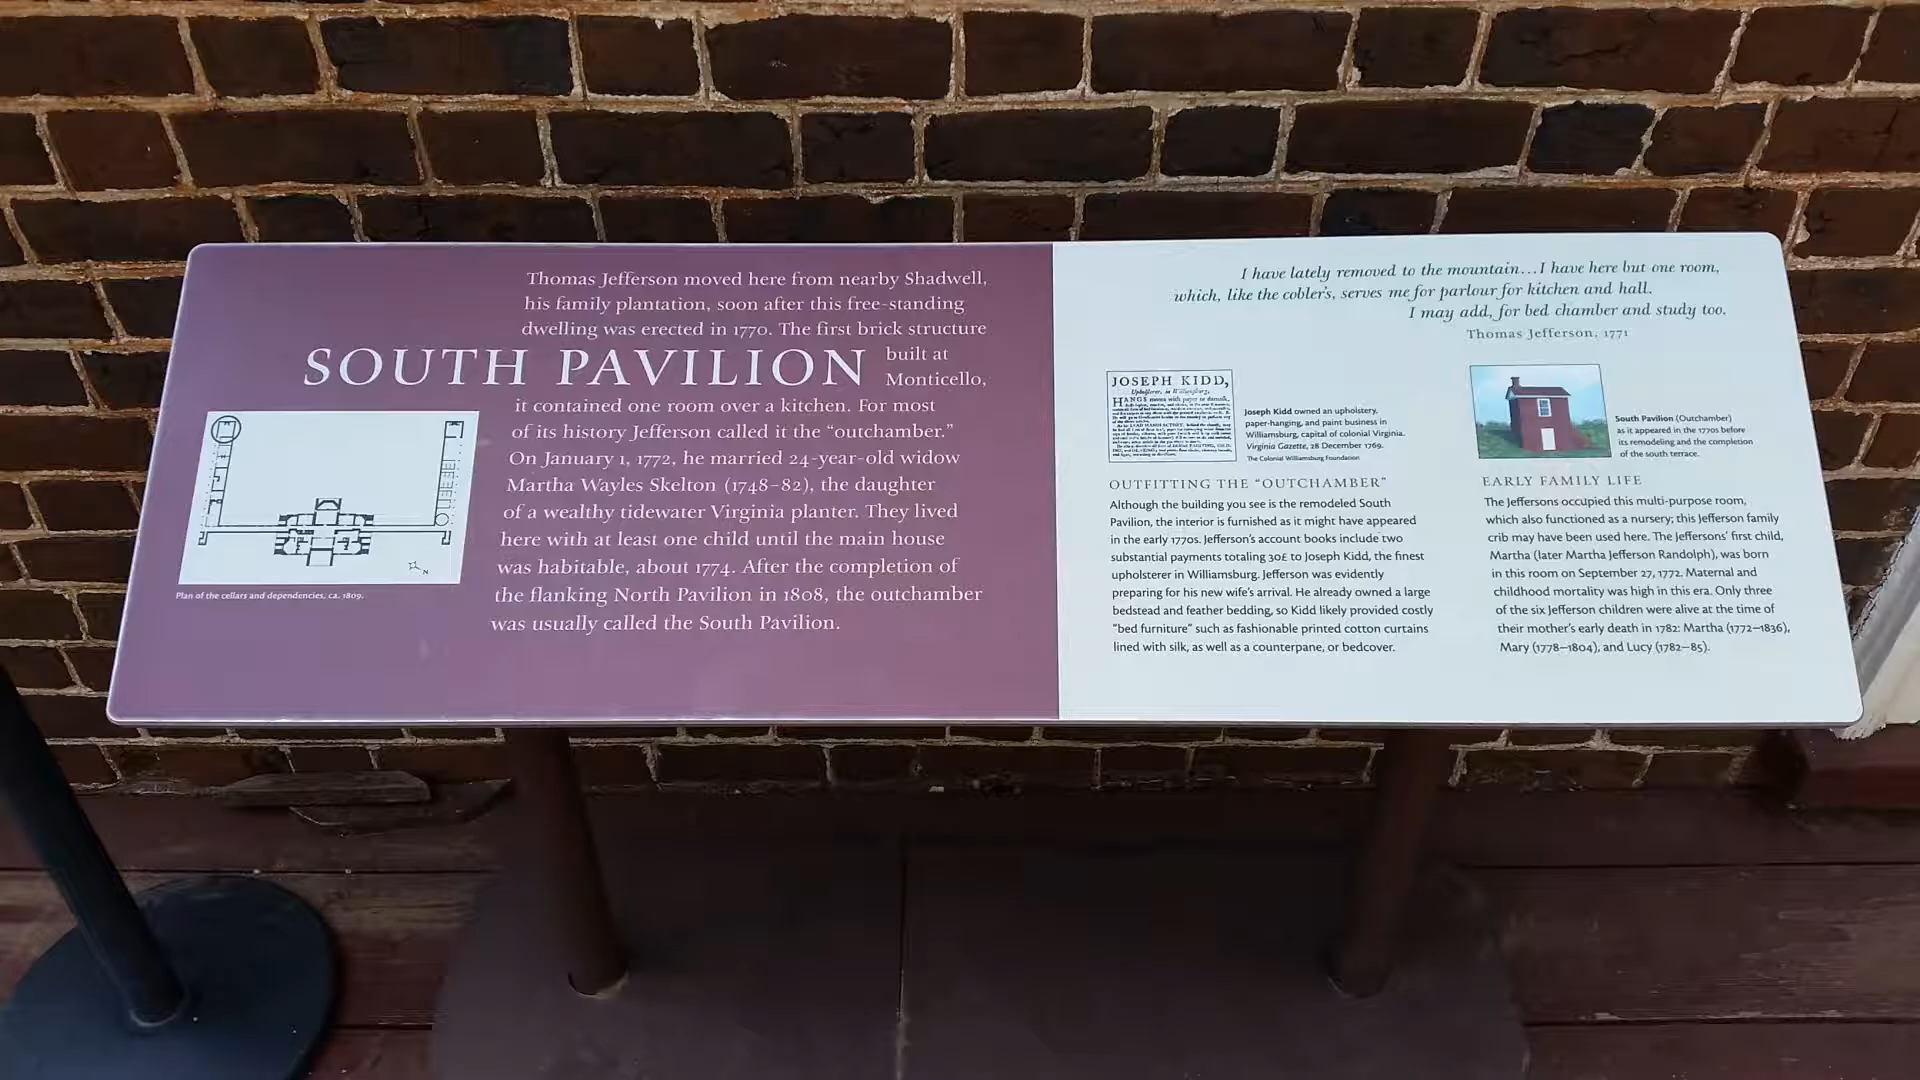 Thomas Jefferson moved here from nearby Shadwell,
his family plantation, soon after this free-standing
dwelling was erected in 1770. The first brick structure
SOUTH PAVILION
built at
Monticello,
it contained one room over a kitchen. For most
of its history Jefferson called it the “outchamber.”
On January 1, 1772, he married 24-year-old widow
Martha Wayles Skelton (1748–82), the daughter
of a wealthy tidewater Virginia planter. They lived
here with at least one child until the main house
was habitable, about 1774. After the completion of
the flanking North Pavilion in 1808, the outchamber
was usually called the South Pavilion.
N
Plan of the cellars and dependencies, ca. 1809.
I have lately removed to the mountain...I have here but one room,
which, like the cobler's, serves me for parlour for kitchen and hall.
I may add, for bed chamber and study too.
Thomas Jefferson, 1771
JOSEPH KIDD,
Upholsterer, in Williamsburg,
HANGS rooms with paper or damask,
Joseph Kidd owned an upholstery,
paper-hanging, and paint business in
Williamsburg, capital of colonial Virginia.
Virginia Gazette, 28 December 1769.
The Colonial Williamsburg Foundation
OUTFITTING THE “OUTCHAMBER”
Although the building you see is the remodeled South
Pavilion, the interior is furnished as it might have appeared
in the early 1770s. Jefferson's account books include two
substantial payments totaling 30£ to Joseph Kidd, the finest
upholsterer in Williamsburg. Jefferson was evidently
preparing for his new wife's arrival. He already owned a large
bedstead and feather bedding, so Kidd likely provided costly
“bed furniture” such as fashionable printed cotton curtains
lined with silk, as well as a counterpane, or bedcover.
South Pavilion (Outchamber)
as it appeared in the 1770s before
its remodeling and the completion
of the south terrace.
EARLY FAMILY LIFE
The Jeffersons occupied this multi-purpose room,
which also functioned as a nursery; this Jefferson family
crib may have been used here. The Jeffersons' first child,
Martha (later Martha Jefferson Randolph), was born
in this room on September 27, 1772. Maternal and
childhood mortality was high in this era. Only three
of the six Jefferson children were alive at the time of
their mother's early death in 1782: Martha (1772–1836),
Mary (1778–1804), and Lucy (1782–85).